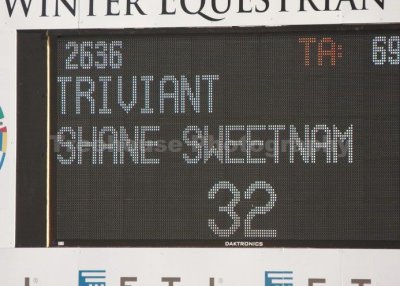 WINTER EQUESTRIAN
2636 TA: 69
TRIVIANT
SHANE SWEETNAM
32
DAKTRONICS